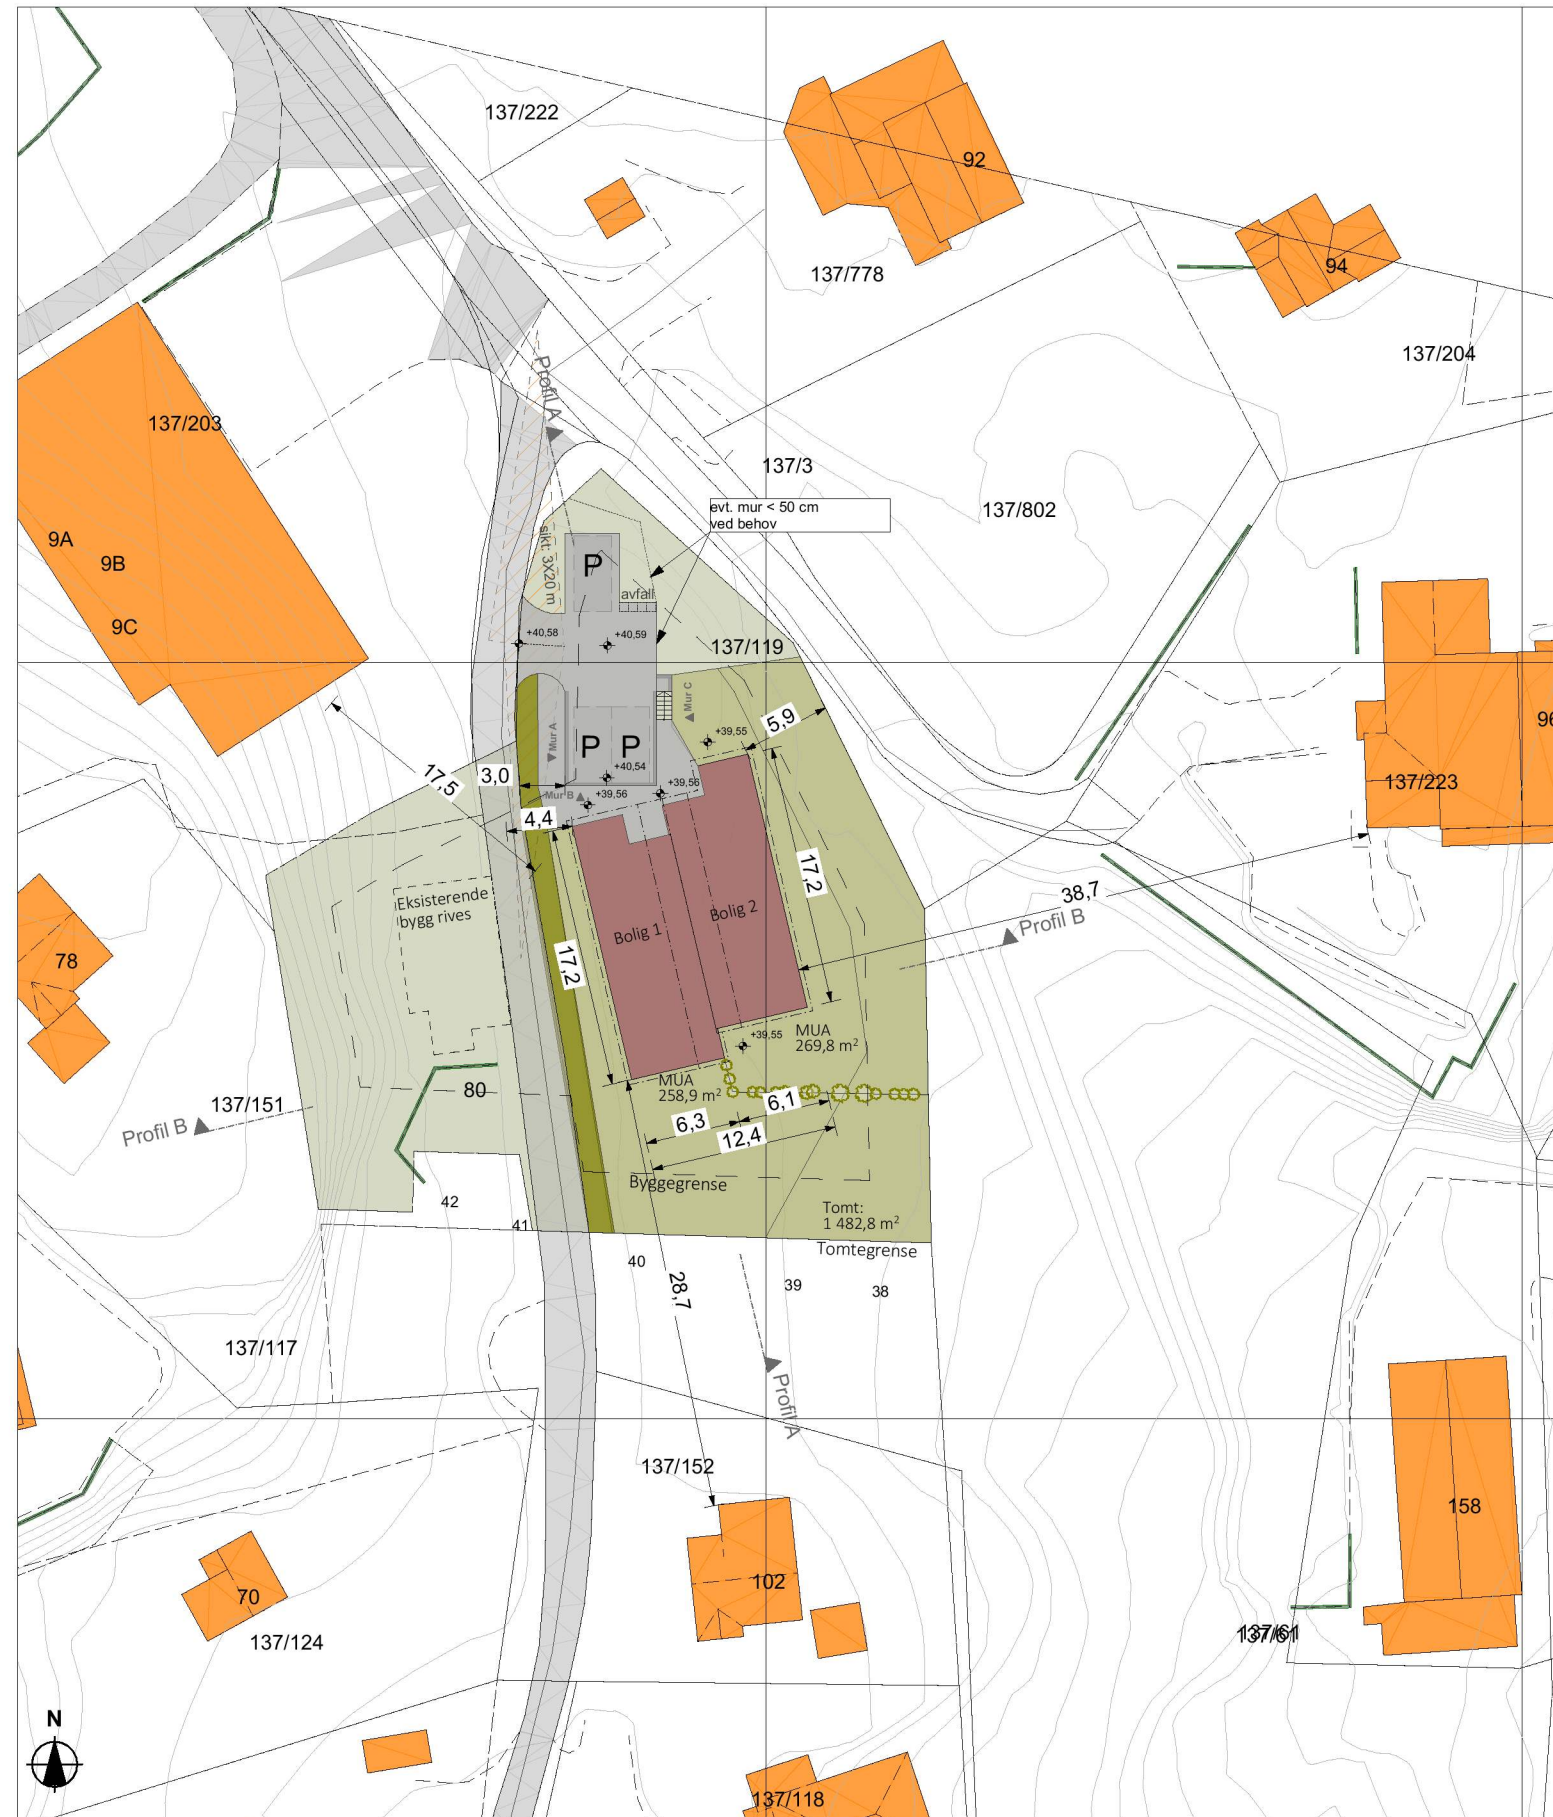 137/222
92
137/778
94
137/204
Profil A
137/203
137/3
evt. mur < 50 cm
ved behov
137/802
9A
9B
9C
sikt: 3X20 m
P
avfall
+40,58
+40,59
137/119
Mur C
5,9
96
Mur A
+39,55
17,5
3,0
P
P
+40,54
+39,56
137/223
Mur B
+39,56
4,4
17,2
38,7
Eksisterende
bygg rives
Bolig 1
Bolig 2
Profil B
78
17,2
+39,55
MUA
269,8 m²
MUA
258,9 m²
80
137/151
Profil B
6,3
6,1
12,4
Byggegrense
42
41
Tomt:
1 482,8 m²
Tomtegrense
40
39
38
28,7
137/117
Profil A
137/152
158
102
70
137/124
137/61
N
137/118